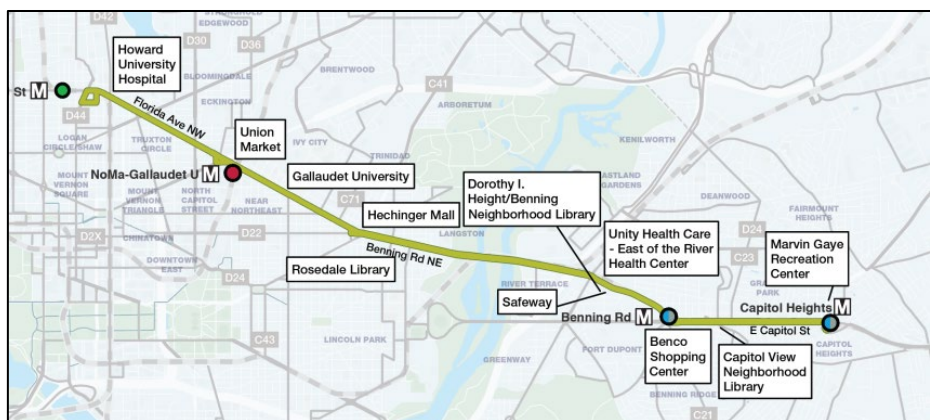 D42
EDGEWOOD
D30
D36
Howard
University
Hospital
BLOOMINGDALE
BRENTWOOD
C41
St M
D44
ECKINGTON
ARBORETUM
Florida Ave NW
LOGAN
CIRCLE/SHAW
TRUXTON
CIRCLE
Union
Market
IVY CITY
KENILWORTH
TRINIDAD
NoMa-Gallaudet U M
Gallaudet University
Dorothy I.
Height/Benning
Neighborhood Library
EASTLAND
GARDENS
DEANWOOD
MOUNT
VERNON
SQUARE
MOUNT
VERNON
TRIANGLE
NORTH
CAPITOL
STREET
NEAR
NORTHEAST
C71
Hechinger Mall
FAIRMOUNT
HEIGHTS
D2X
CHINATOWN
D22
LANGSTON
Unity Health Care
- East of the River
Health Center
D24
C23
Marvin Gaye
Recreation
Center
DOWNTOWN
EAST
D24
Benning Rd NE
Rosedale Library
RIVER TERRACE
PARK
Safeway
Capitol Heights M
Benning Rd M
E Capitol St
C43
LINCOLN PARK
GREENWAY
FORT DUPONT
Benco
Shopping
Center
Capitol View
Neighborhood
Library
CAPITOL
HEIGHTS
BENNING RIDGE
C21